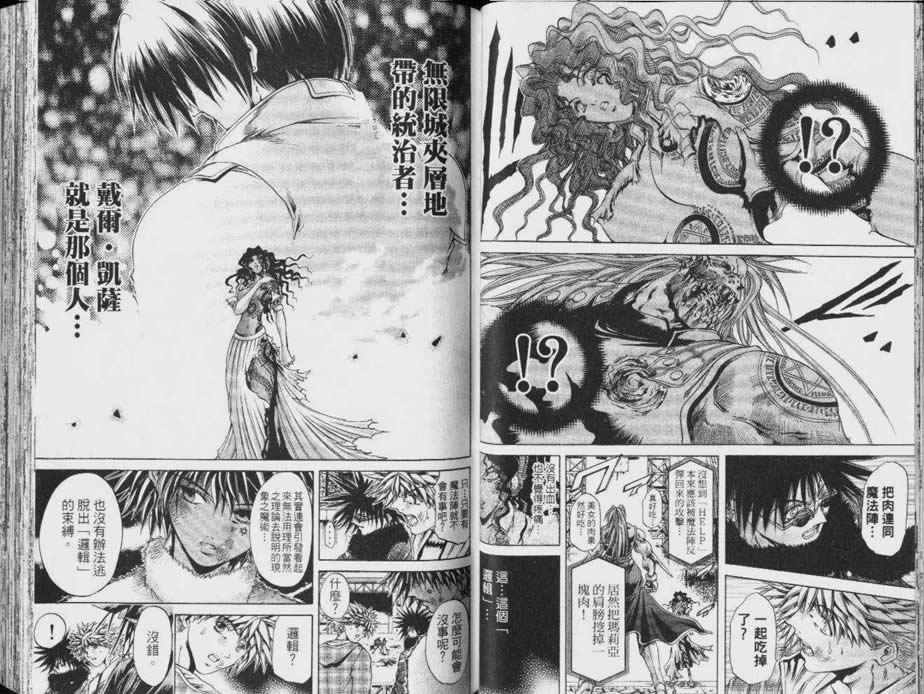 !?
!?
把肉連同
魔法陣…
一起吃掉
了?
沒想到「HELP」
本來應該被魔法陣反
彈回來的攻擊…
居然把瑪莉亞
的肩膀挖掉一
塊肉!
真好吃…
美女的肉果
然好吃…
沒有出血
也不覺得疼痛…
這…這個「
邏輯」…
無限城夾層地
帶的統治者…
戴爾·凱薩
就是那個人…
只…只要有
魔法陣就不
會有事吧?
怎麼可能會
沒事呢?
什麼?
其實連會引發看起
來無法用理所當然
之理論去說明的現
象之魔術…
也沒有辦法逃
脫出「邏輯」
的束縛。
邏輯?
沒錯。
!